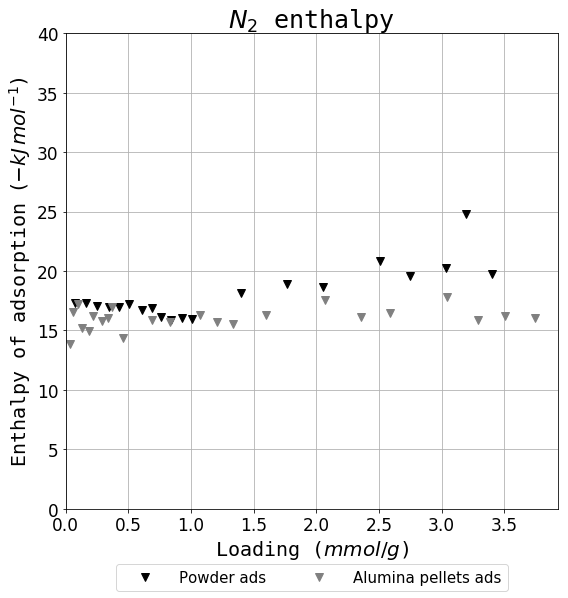 N₂ enthalpy
Enthalpy of adsorption (−kJ mol⁻¹)
40
35
30
25
20
15
10
5
0
0.0 0.5 1.0 1.5 2.0 2.5 3.0 3.5
Loading (mmol/g)
Powder ads Alumina pellets ads